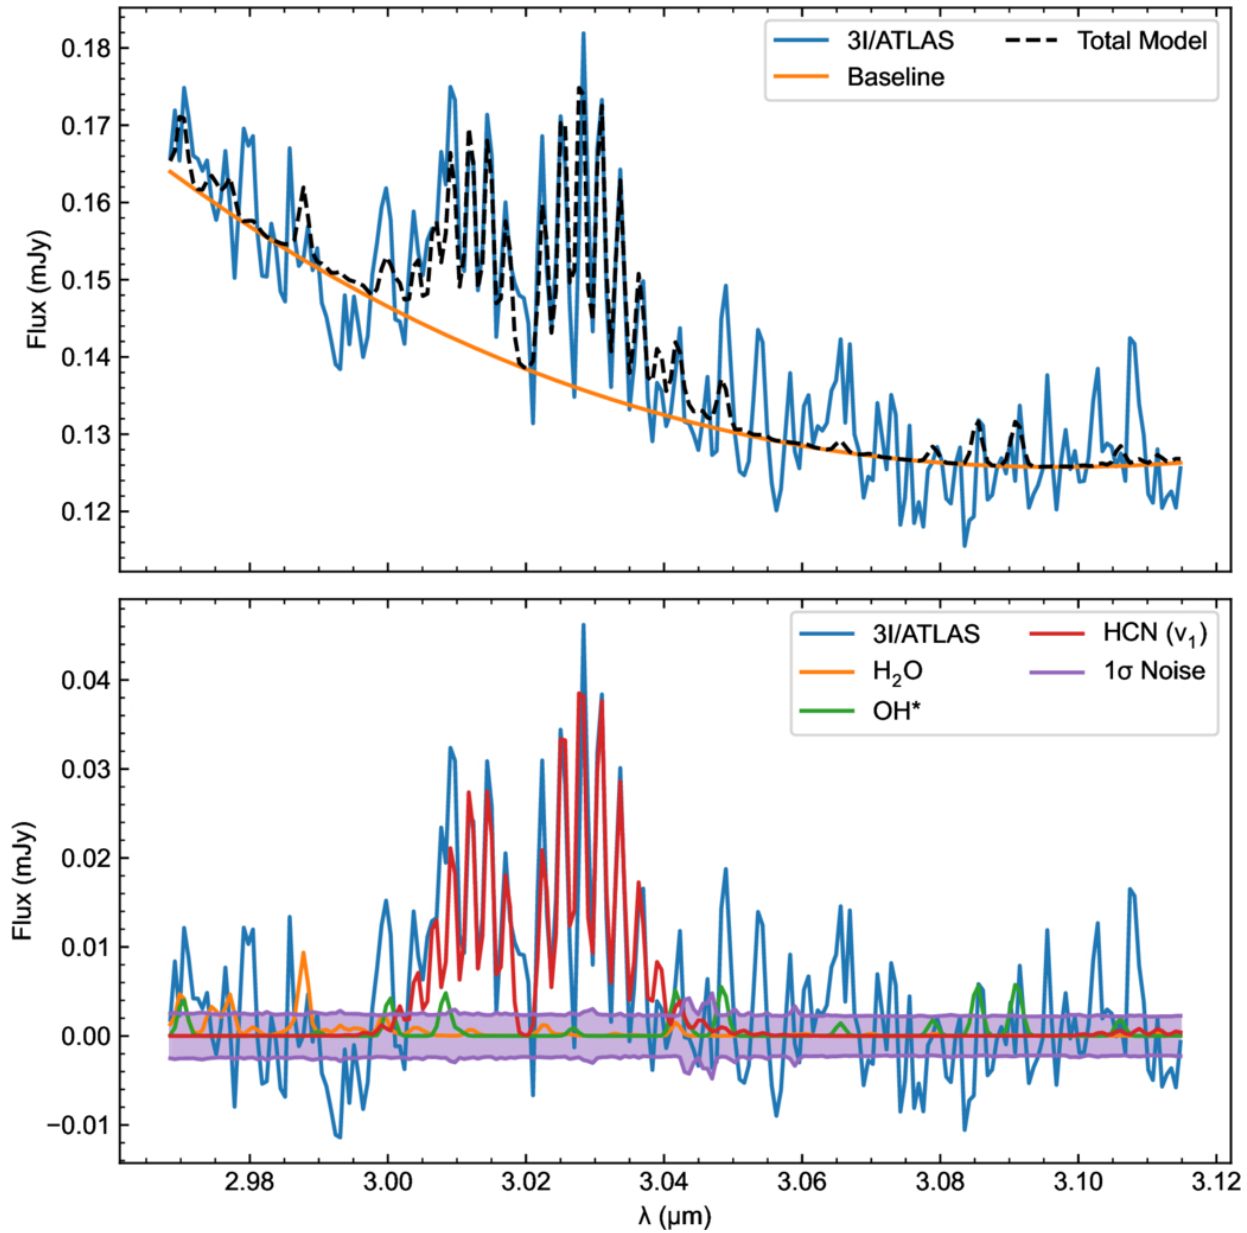 3I/ATLAS
Total Model
Baseline
0.18
0.17
0.16
0.15
0.14
0.13
0.12
Flux (mJy)
3I/ATLAS
HCN (ν₁)
H₂O
1σ Noise
OH*
0.04
0.03
0.02
0.01
0.00
−0.01
Flux (mJy)
2.98
3.00
3.02
3.04
3.06
3.08
3.10
3.12
λ (μm)